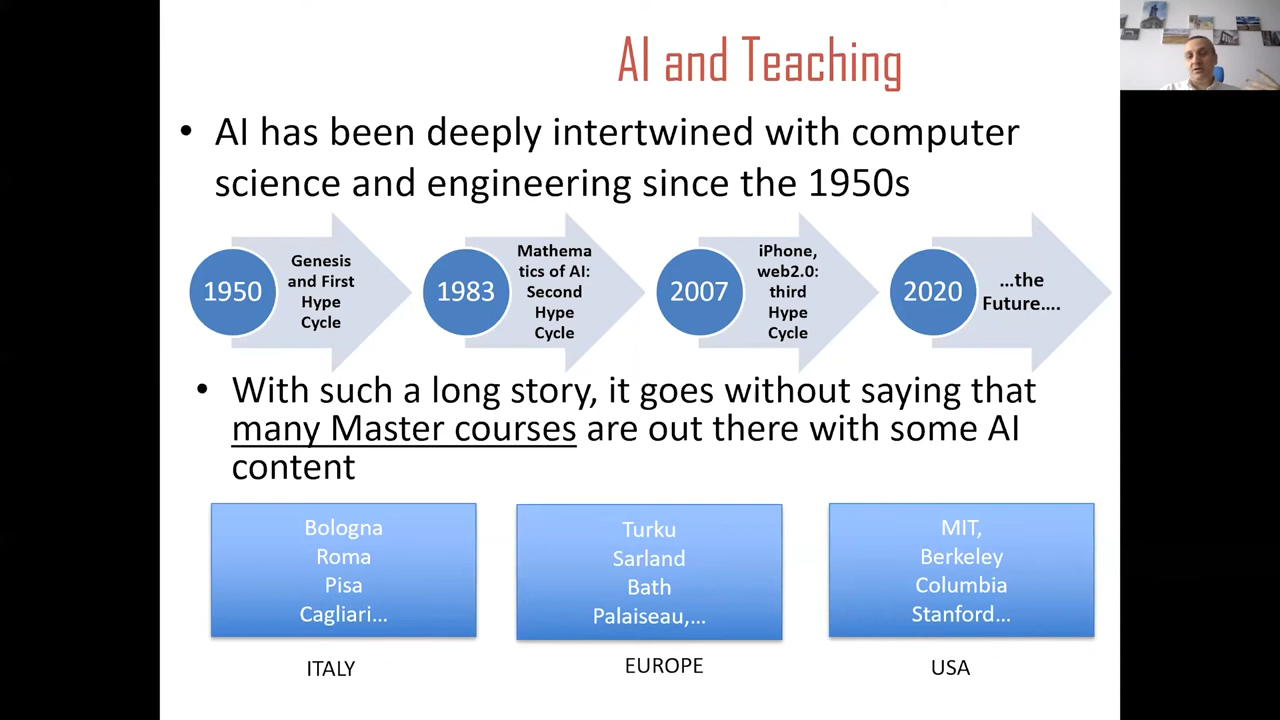 AI and Teaching
• AI has been deeply intertwined with computer
science and engineering since the 1950s
1950
Genesis
and First
Hype
Cycle
1983
Mathema
tics of AI:
Second
Hype
Cycle
2007
iPhone,
web2.0:
third
Hype
Cycle
2020
...the
Future....
• With such a long story, it goes without saying that
many Master courses are out there with some AI
content
Bologna
Roma
Pisa
Cagliari...
ITALY
Turku
Sarland
Bath
Palaiseau,...
EUROPE
MIT,
Berkeley
Columbia
Stanford...
USA